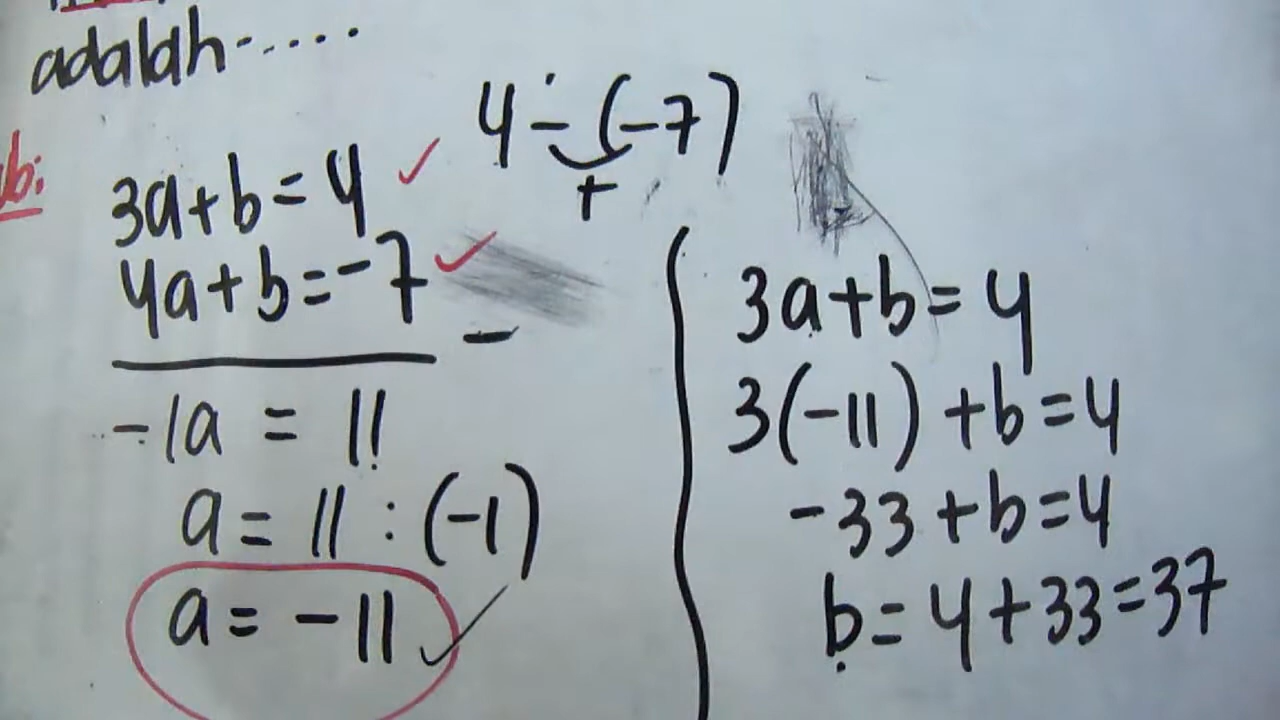 adalah.....
4 - (-7)
+
b:
3a+b=4 ✓
4a+b=-7 ✓
-
-1a = 11
a = 11 : (-1)
a = -11 ✓
3a+b=4
3(-11) +b=4
-33+b=4
b=4+33=37